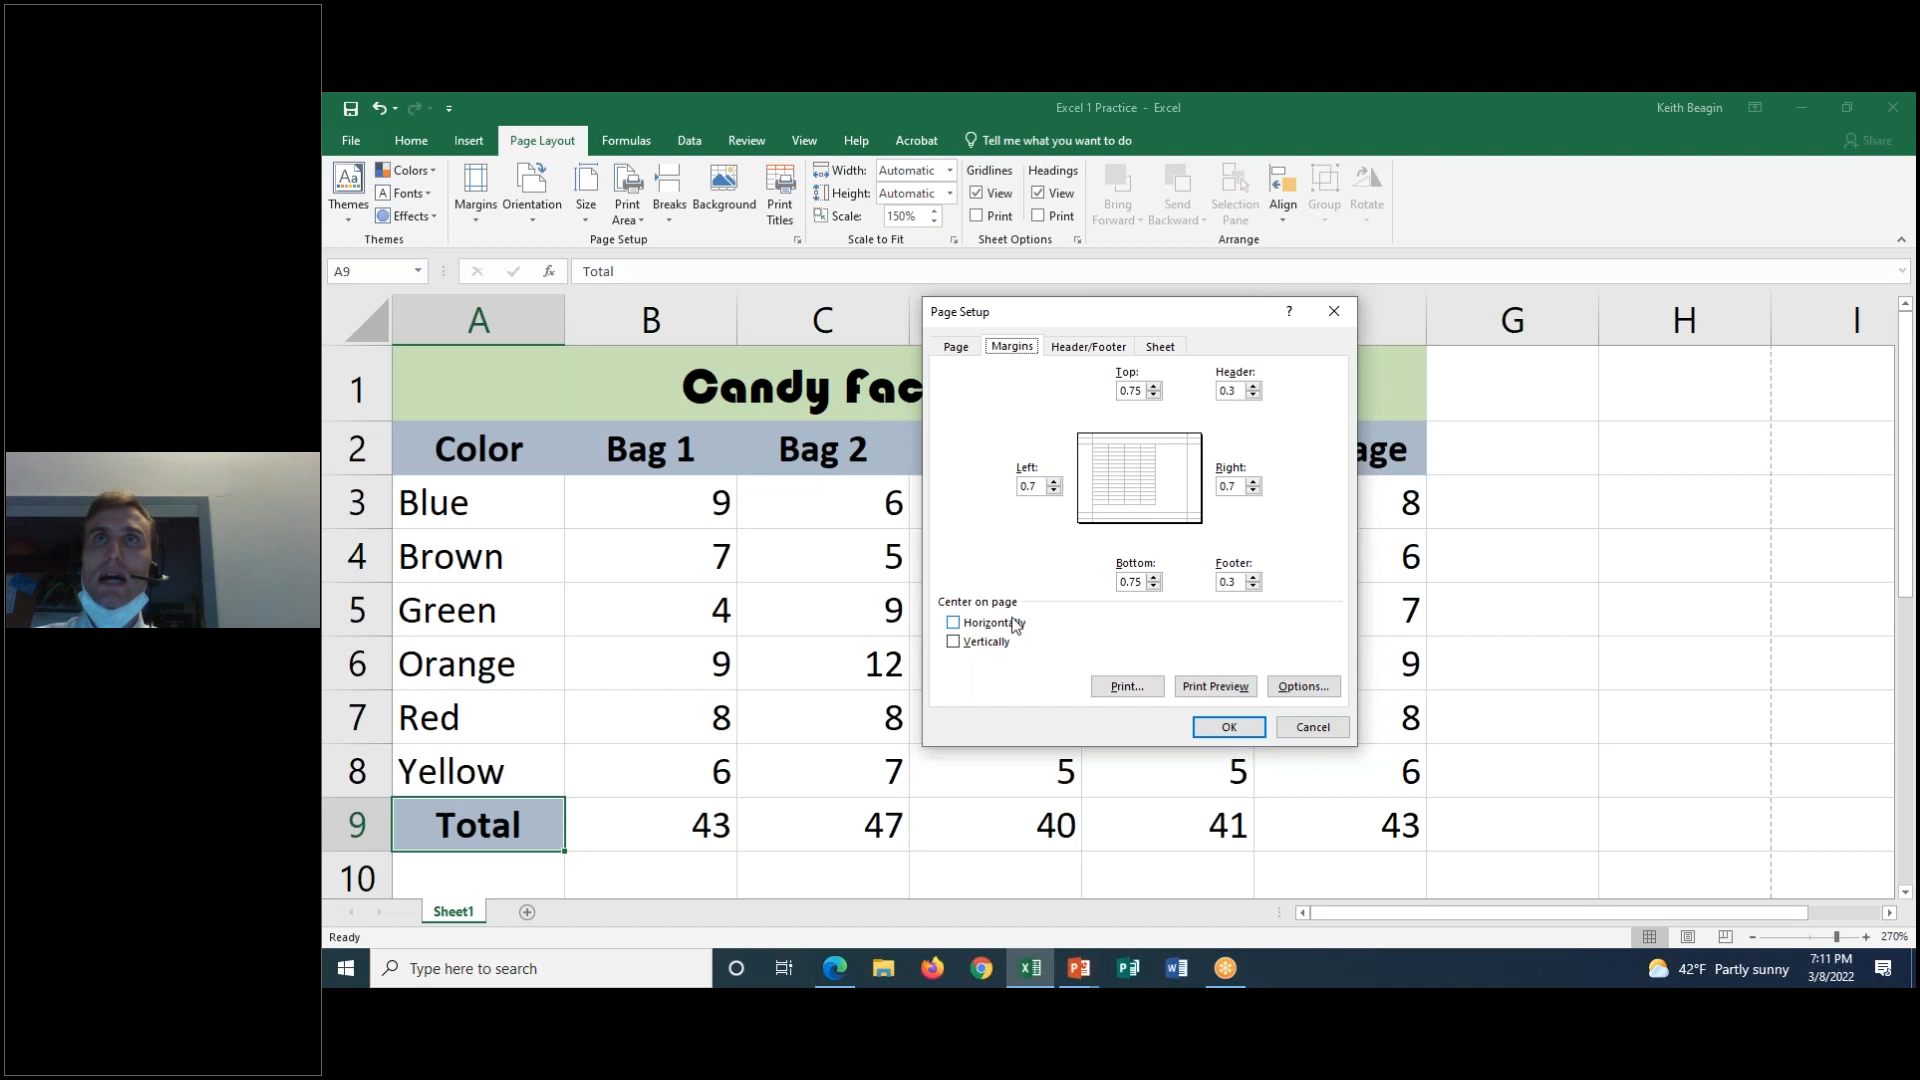 Excel 1 Practice - Excel
Keith Beagin
File Home Insert Page Layout Formulas Data Review View Help Acrobat Tell me what you want to do Share
Aa Themes
Colors
Fonts
Effects
Themes
Margins Orientation Size Print Area Breaks Background Print Titles
Page Setup
Width: Automatic
Height: Automatic
Scale: 150%
Scale to Fit
Gridlines Headings
View View
Print Print
Sheet Options
Bring Forward Send Backward Selection Pane Align Group Rotate
Arrange
A9 fx Total
A B C G H I
1 Candy Fac
2 Color Bag 1 Bag 2 age
3 Blue 9 6 8
4 Brown 7 5 6
5 Green 4 9 7
6 Orange 9 12 9
7 Red 8 8 8
8 Yellow 6 7 5 5 6
9 Total 43 47 40 41 43
10
Page Setup ?
Page Margins Header/Footer Sheet
Top: Header:
0.75 0.3
Left: Right:
0.7 0.7
Bottom: Footer:
0.75 0.3
Center on page
Horizontally
Vertically
Print... Print Preview Options...
OK Cancel
Sheet1
Ready 270%
Type here to search
42°F Partly sunny
7:11 PM
3/8/2022